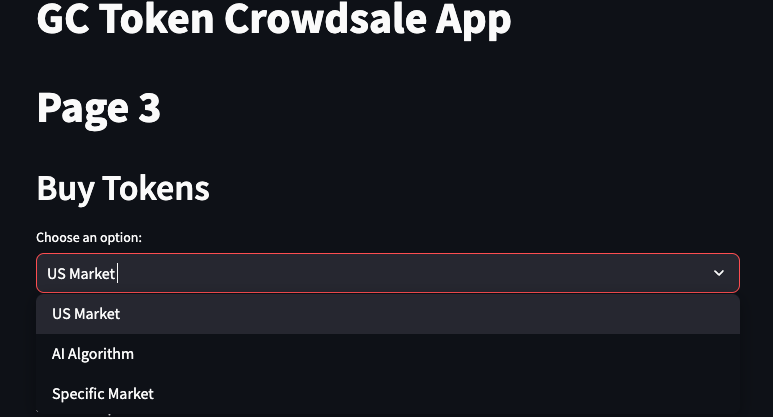 GC Token Crowdsale App
Page 3
Buy Tokens
Choose an option:
US Market
US Market
AI Algorithm
Specific Market